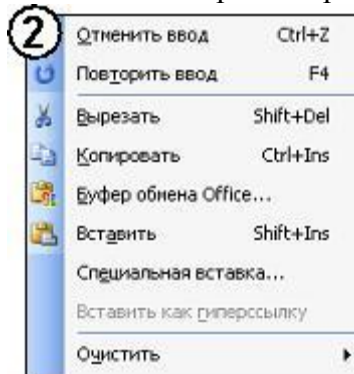 2
Отменить ввод Ctrl+Z
Повторить ввод F4
Вырезать Shift+Del
Копировать Ctrl+Ins
Буфер обмена Office...
Вставить Shift+Ins
Специальная вставка...
Вставить как гиперссылку
Очистить